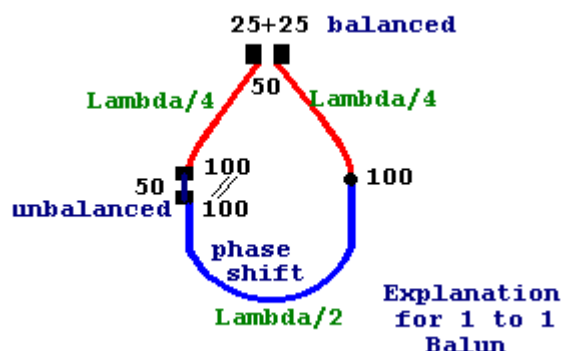 25+25 balanced
50
Lambda/4 Lambda/4
100
50 // 100
unbalanced 100
phase
shift
Lambda/2
Explanation
for 1 to 1
Balun